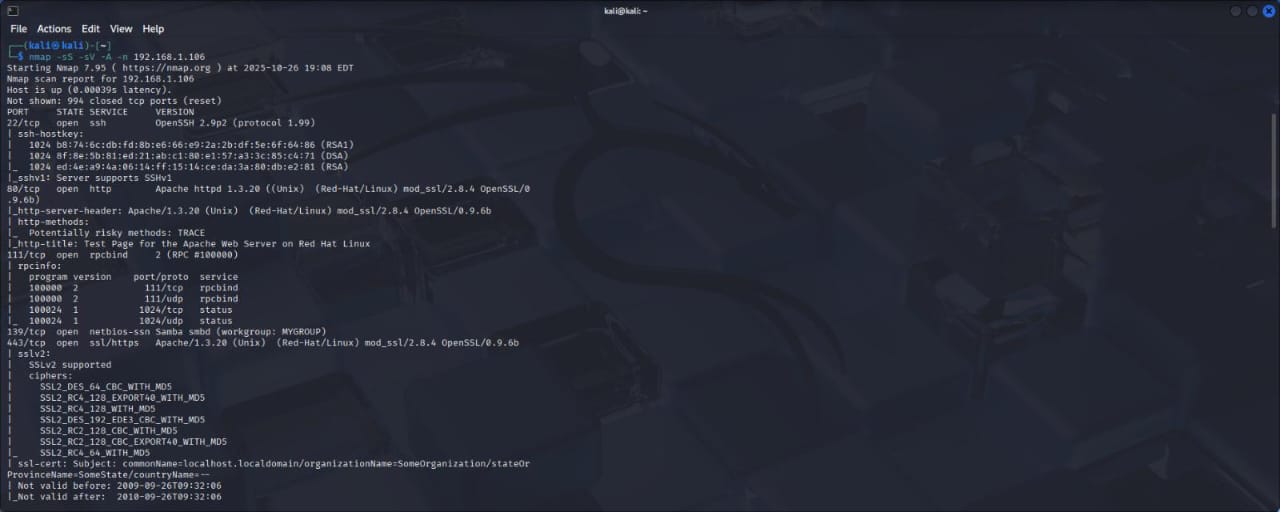 kali@kali: ~
File Actions Edit View Help
┌──(kali㉿kali)-[~]
└─$ nmap -sS -sV -A -n 192.168.1.106
Starting Nmap 7.95 ( https://nmap.org ) at 2025-10-26 19:08 EDT
Nmap scan report for 192.168.1.106
Host is up (0.00039s latency).
Not shown: 994 closed tcp ports (reset)
PORT     STATE SERVICE     VERSION
22/tcp   open  ssh         OpenSSH 2.9p2 (protocol 1.99)
| ssh-hostkey:
|   1024 b8:74:6c:db:fd:8b:e6:66:e9:2a:2b:df:5e:6f:64:86 (RSA1)
|   1024 8f:8e:5b:81:ed:21:ab:c1:80:e1:57:a3:3c:85:c4:71 (DSA)
|_  1024 ed:4e:a9:4a:06:14:ff:15:14:ce:da:3a:80:db:e2:81 (RSA)
|_sshv1: Server supports SSHv1
80/tcp   open  http        Apache httpd 1.3.20 ((Unix)  (Red-Hat/Linux) mod_ssl/2.8.4 OpenSSL/0
.9.6b)
|_http-server-header: Apache/1.3.20 (Unix)  (Red-Hat/Linux) mod_ssl/2.8.4 OpenSSL/0.9.6b
| http-methods:
|_  Potentially risky methods: TRACE
|_http-title: Test Page for the Apache Web Server on Red Hat Linux
111/tcp  open  rpcbind     2 (RPC #100000)
| rpcinfo:
|   program version    port/proto  service
|   100000  2            111/tcp   rpcbind
|   100000  2            111/udp   rpcbind
|   100024  1           1024/tcp   status
|_  100024  1           1024/udp   status
139/tcp  open  netbios-ssn Samba smbd (workgroup: MYGROUP)
443/tcp  open  ssl/https   Apache/1.3.20 (Unix)  (Red-Hat/Linux) mod_ssl/2.8.4 OpenSSL/0.9.6b
| sslv2:
|   SSLv2 supported
|   ciphers:
|     SSL2_DES_64_CBC_WITH_MD5
|     SSL2_RC4_128_EXPORT40_WITH_MD5
|     SSL2_RC4_128_WITH_MD5
|     SSL2_DES_192_EDE3_CBC_WITH_MD5
|     SSL2_RC2_128_CBC_WITH_MD5
|     SSL2_RC2_128_CBC_EXPORT40_WITH_MD5
|_    SSL2_RC4_64_WITH_MD5
| ssl-cert: Subject: commonName=localhost.localdomain/organizationName=SomeOrganization/stateOr
ProvinceName=SomeState/countryName=--
| Not valid before: 2009-09-26T09:32:06
|_Not valid after:  2010-09-26T09:32:06